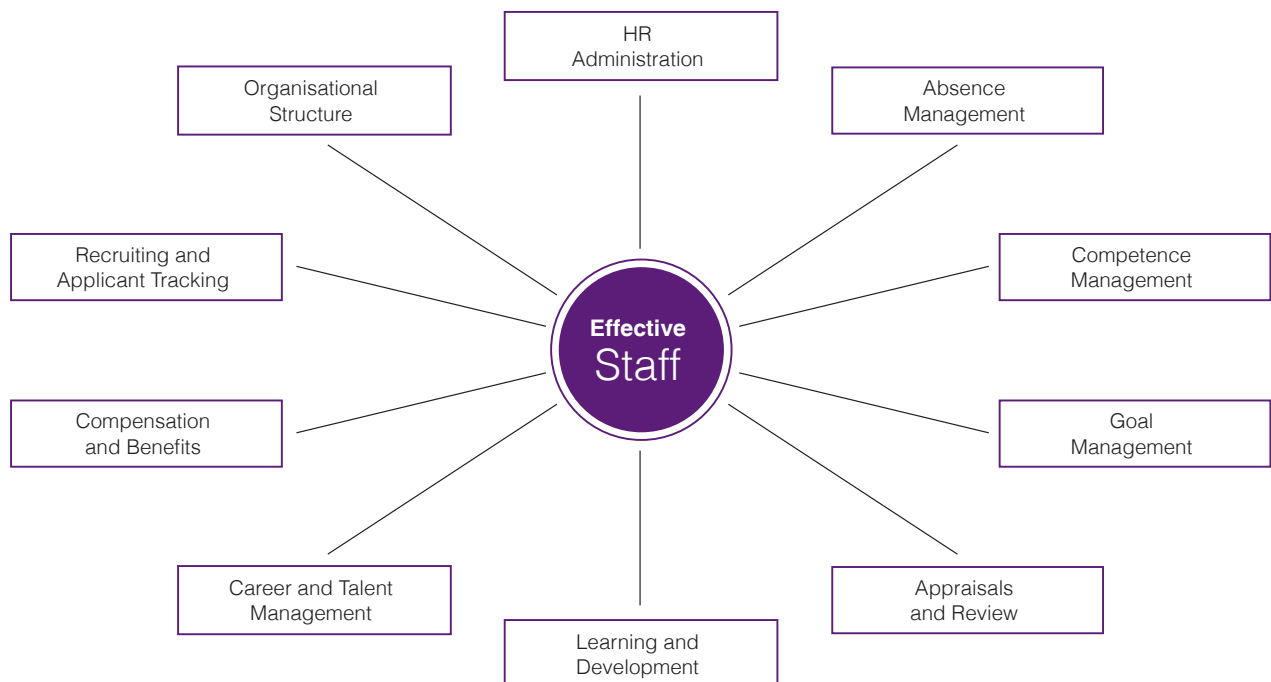 HR
Administration
Organisational
Structure
Absence
Management
Recruiting and
Applicant Tracking
Competence
Management
Effective
Staff
Compensation
and Benefits
Goal
Management
Career and Talent
Management
Appraisals
and Review
Learning and
Development